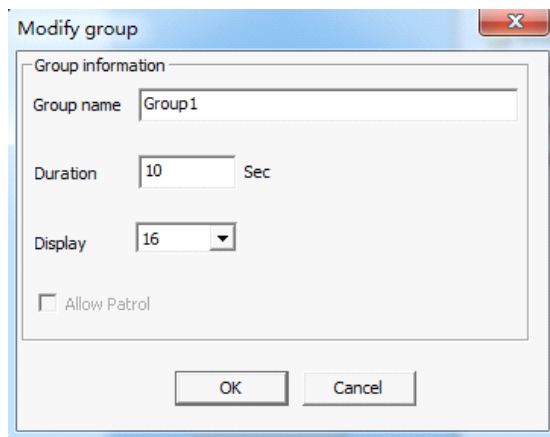 Modify group
Group information
Group name Group1
Duration 10 Sec
Display 16
Allow Patrol
OK Cancel